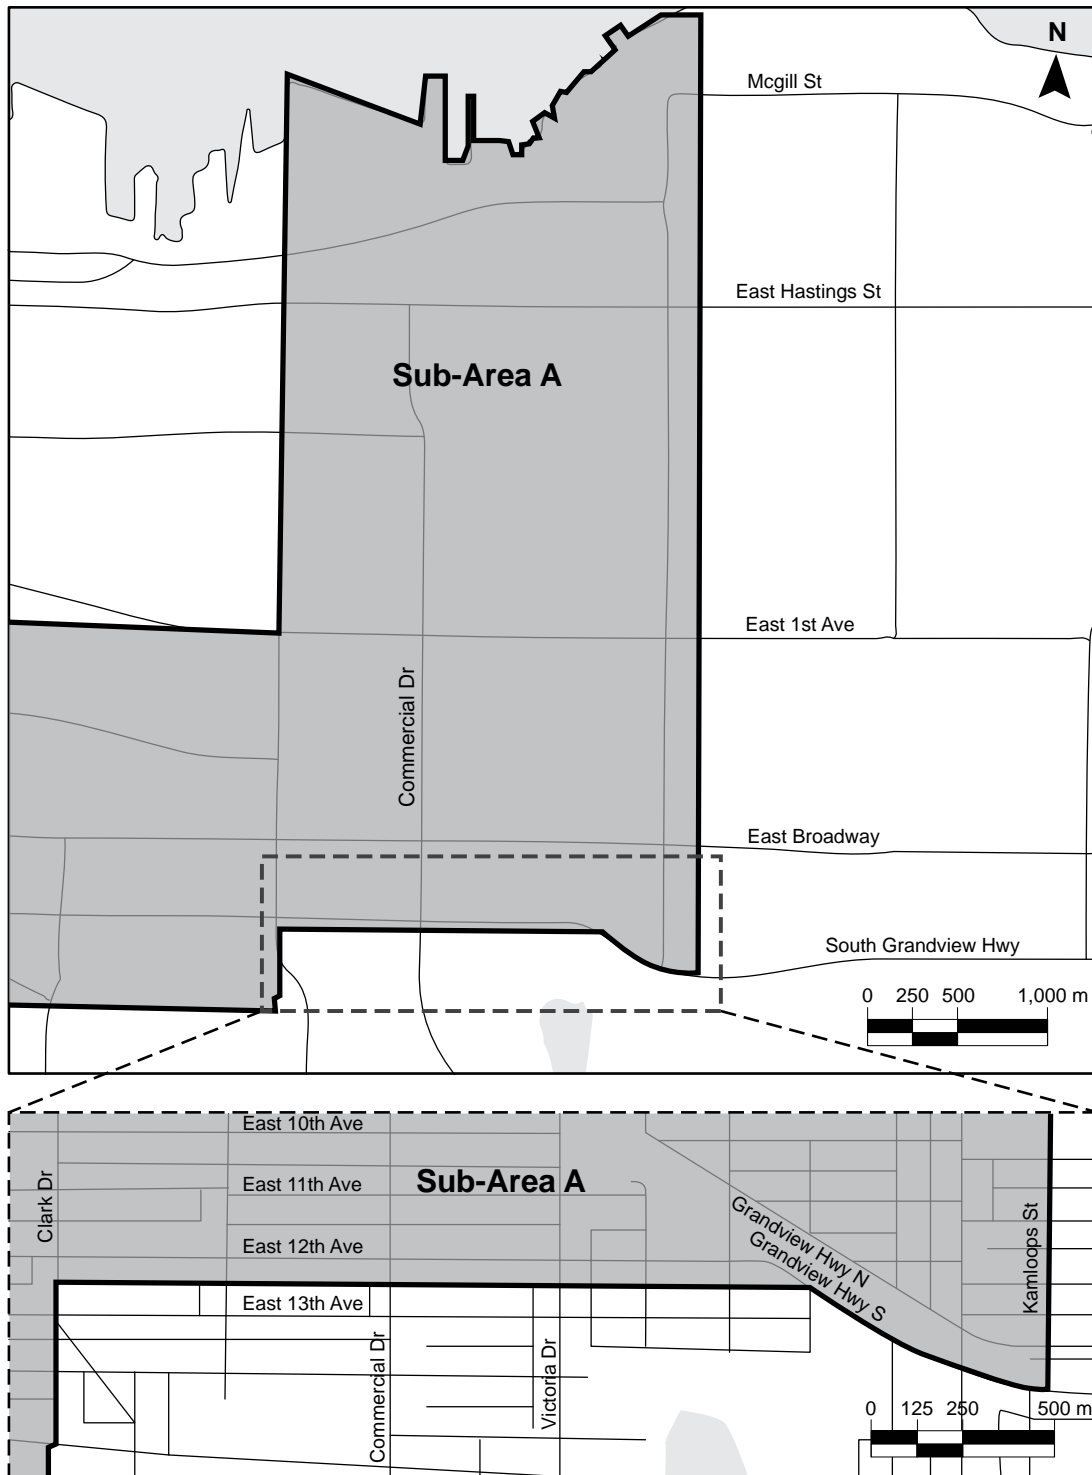 N
Mcgill St
East Hastings St
Sub-Area A
East 1st Ave
Commercial Dr
East Broadway
South Grandview Hwy
0 250 500 1,000 m
East 10th Ave
Sub-Area A
East 11th Ave
Clark Dr
East 12th Ave
Grandview Hwy N
Grandview Hwy S
Kamloops St
East 13th Ave
Commercial Dr
Victoria Dr
0 125 250 500 m